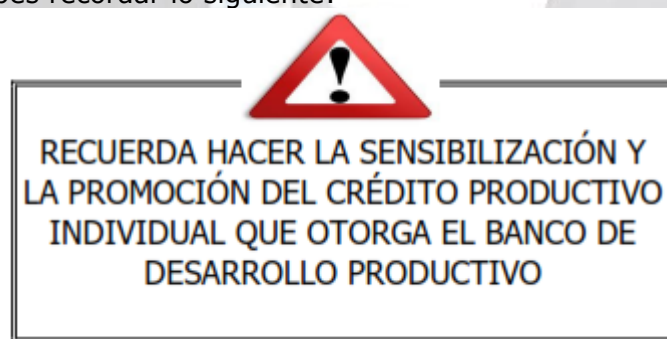 recordar lo siguiente:
RECUERDA HACER LA SENSIBILIZACIÓN Y
LA PROMOCIÓN DEL CRÉDITO PRODUCTIVO
INDIVIDUAL QUE OTORGA EL BANCO DE
DESARROLLO PRODUCTIVO